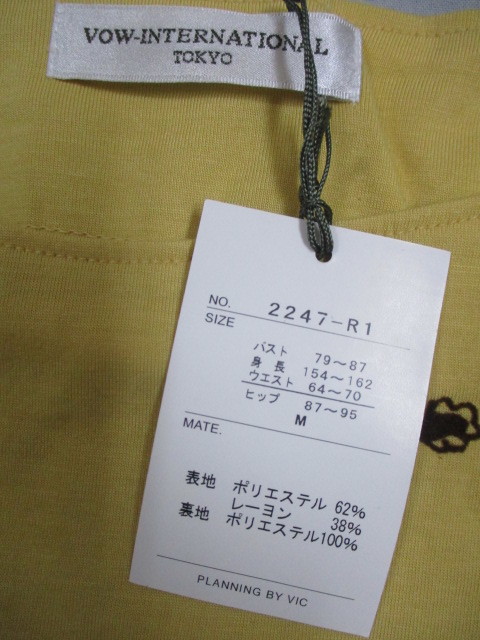 VOW-INTERNATIONAL
TOKYO
NO. 2247-R1
SIZE
バスト 79～87
身長 154～162
ウエスト 64～70
ヒップ 87～95
M
MATE.
表地 ポリエステル 62%
レーヨン 38%
裏地 ポリエステル100%
PLANNING BY VIC